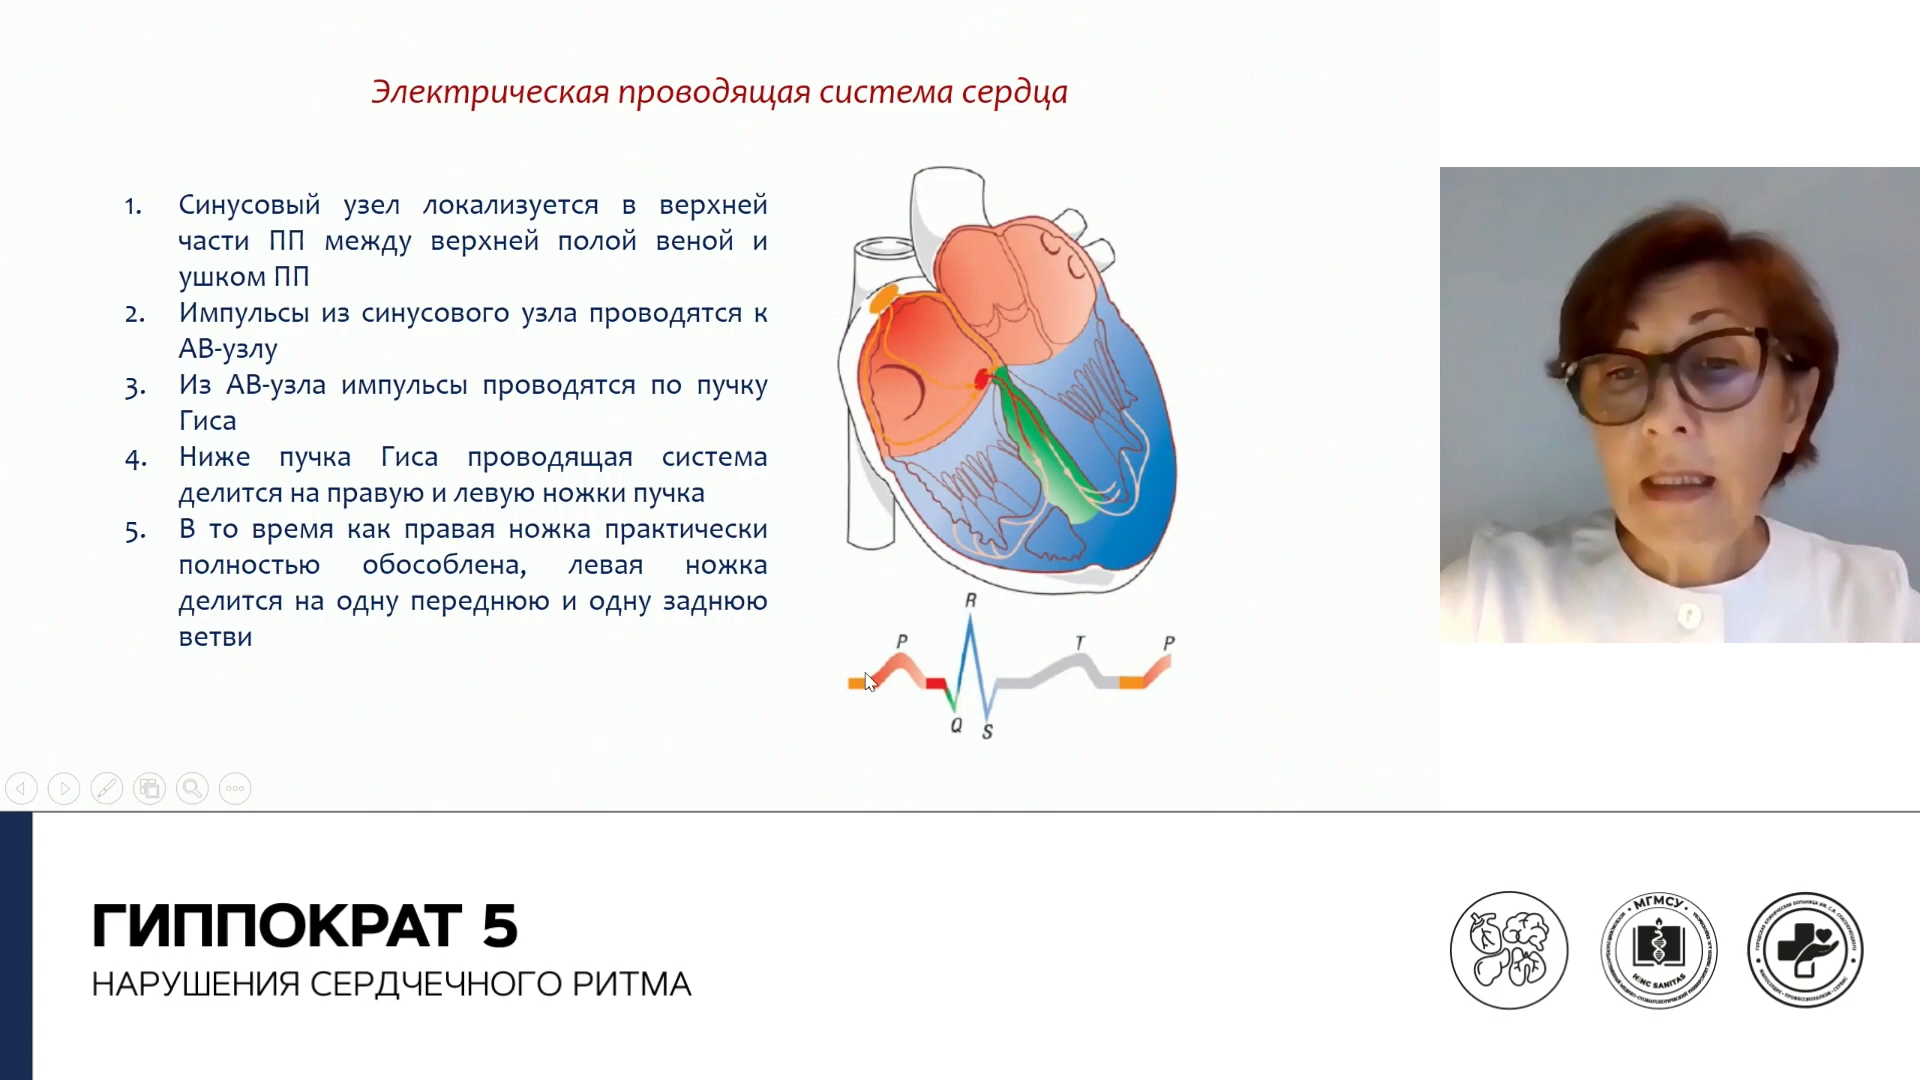 Электрическая проводящая система сердца
1. Синусовый узел локализуется в верхней
части ПП между верхней полой веной и
ушком ПП
2. Импульсы из синусового узла проводятся к
АВ-узлу
3. Из АВ-узла импульсы проводятся по пучку
Гиса
4. Ниже пучка Гиса проводящая система
делится на правую и левую ножки пучка
5. В то время как правая ножка практически
полностью обособлена, левая ножка
делится на одну переднюю и одну заднюю
ветви
R
P
T
P
Q
S
ГИППОКРАТ 5
НАРУШЕНИЯ СЕРДЧЕЧНОГО РИТМА
МГМСУ